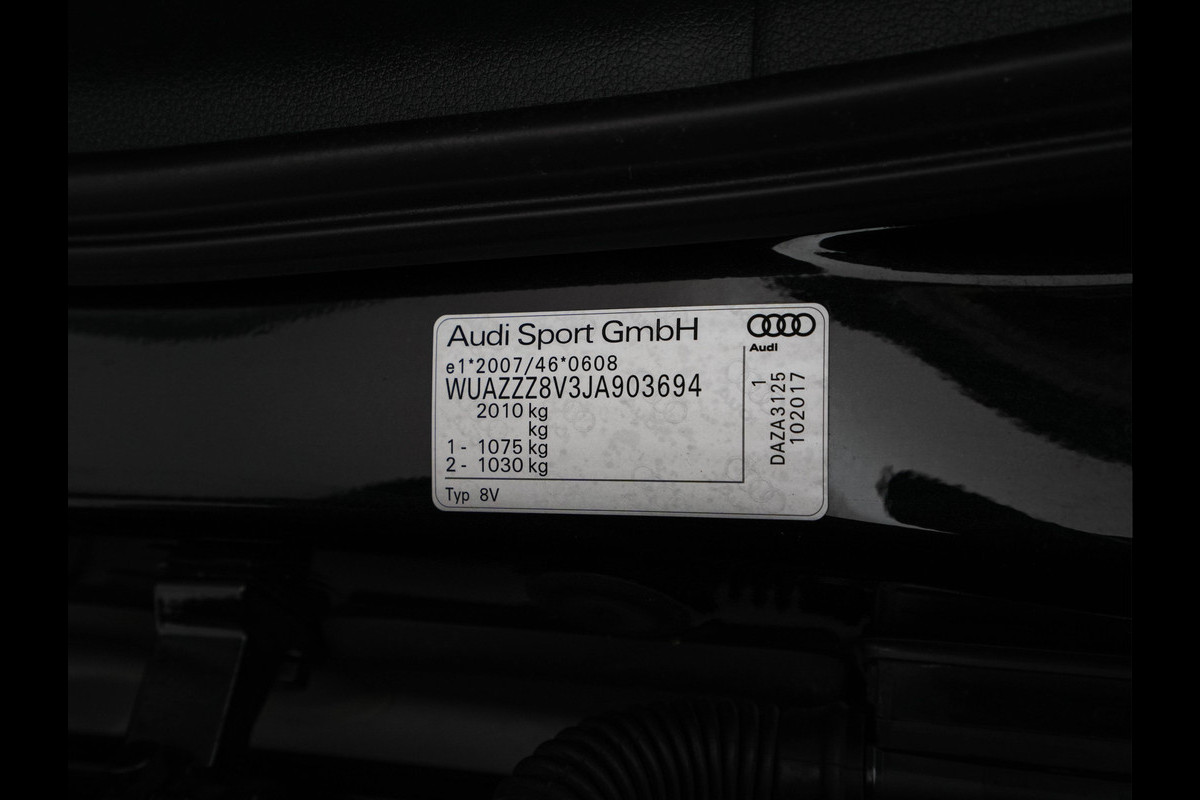 Audi Sport GmbH
e1*2007/46*0608
WUAZZZ8V3JA903694
2010 kg
kg
1 - 1075 kg
2 - 1030 kg
Typ 8V
Audi
1
DAZA3125
102017